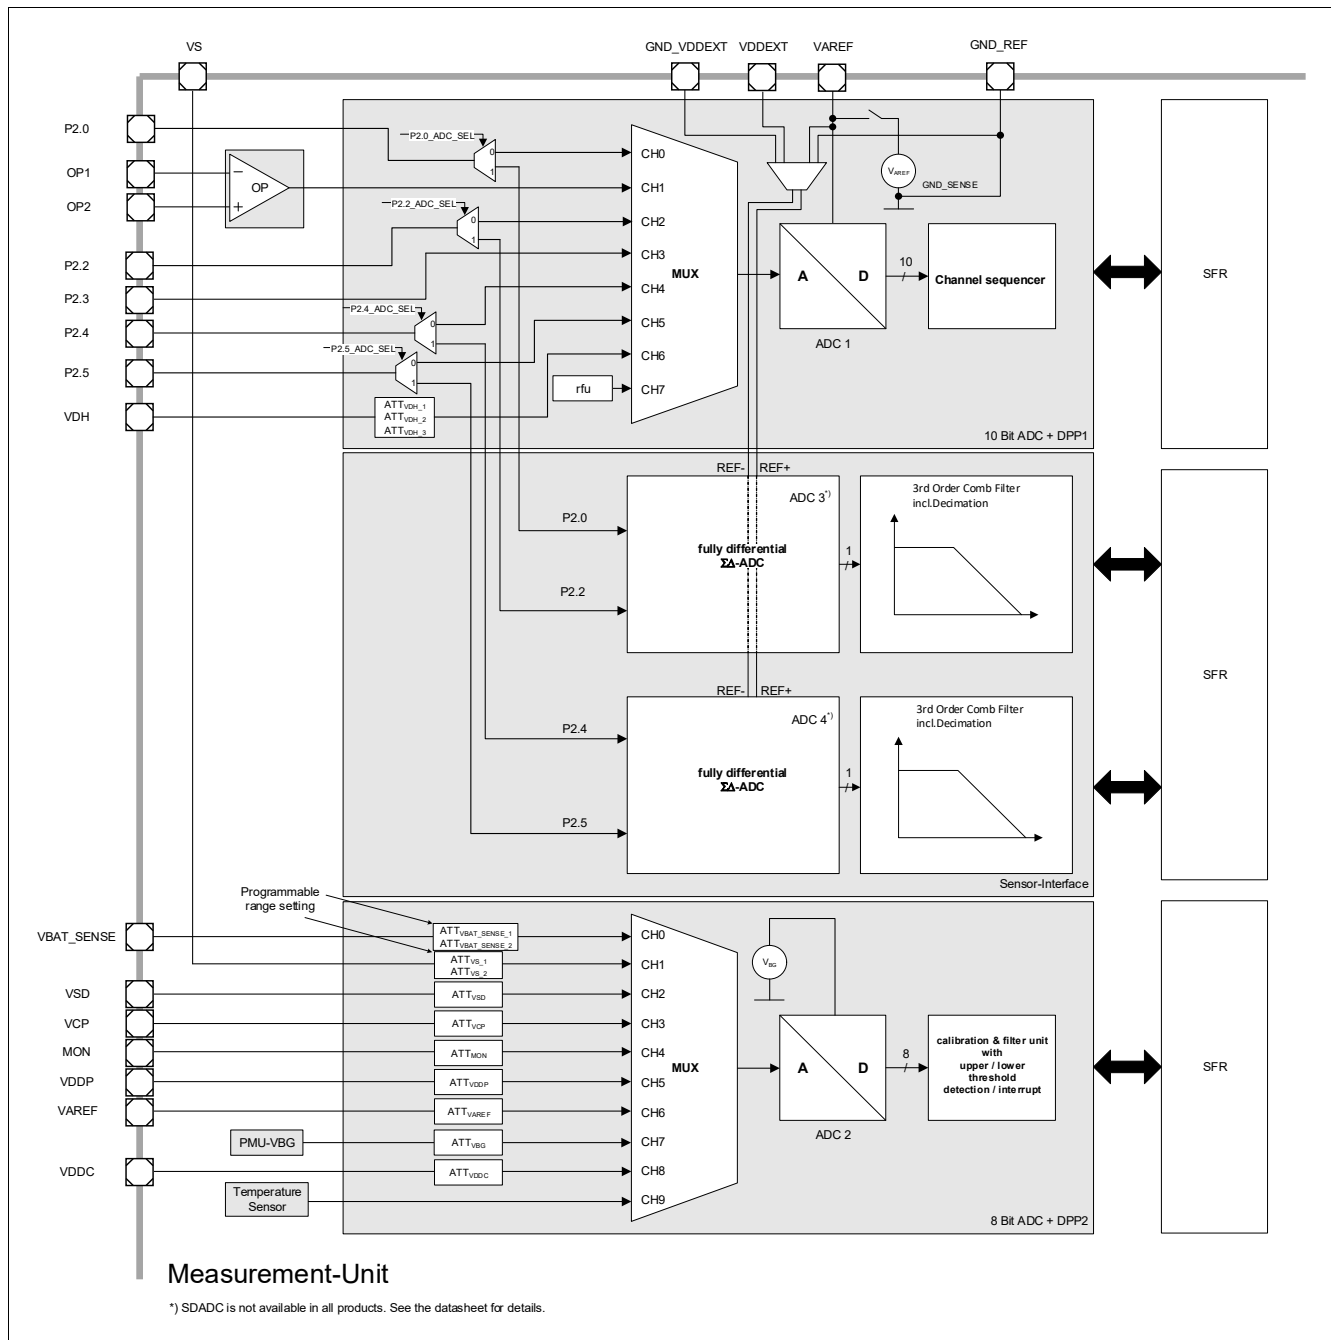 VS
GND_VDDEXT
VDDEXT
VAREF
GND_REF
P2.0
OP1
OP2
P2.2
P2.3
P2.4
P2.5
VDH
OP
P2.0_ADC_SEL
0
1
P2.2_ADC_SEL
0
1
P2.4_ADC_SEL
0
1
P2.5_ADC_SEL
0
1
ATTVDH_1
ATTVDH_2
ATTVDH_3
rfu
CH0
CH1
CH2
CH3
CH4
CH5
CH6
CH7
MUX
VAREF
GND_SENSE
A
D
ADC 1
10
Channel sequencer
10 Bit ADC + DPP1
SFR
REF-
REF+
ADC 3*)
P2.0
fully differential
ΣΔ-ADC
P2.2
1
3rd Order Comb Filter
incl.Decimation
REF-
REF+
ADC 4*)
P2.4
fully differential
ΣΔ-ADC
P2.5
1
3rd Order Comb Filter
incl.Decimation
Sensor-Interface
SFR
Programmable
range setting
VBAT_SENSE
VSD
VCP
MON
VDDP
VAREF
PMU-VBG
VDDC
Temperature
Sensor
ATTVBAT_SENSE_1
ATTVBAT_SENSE_2
ATTVS_1
ATTVS_2
ATTVSD
ATTVCP
ATTMON
ATTVDDP
ATTVAREF
ATTVBG
ATTVDDC
CH0
CH1
CH2
CH3
CH4
CH5
CH6
CH7
CH8
CH9
MUX
VBG
A
D
ADC 2
8
calibration & filter unit
with
upper / lower
threshold
detection / interrupt
8 Bit ADC + DPP2
SFR
Measurement-Unit
*) SDADC is not available in all products. See the datasheet for details.